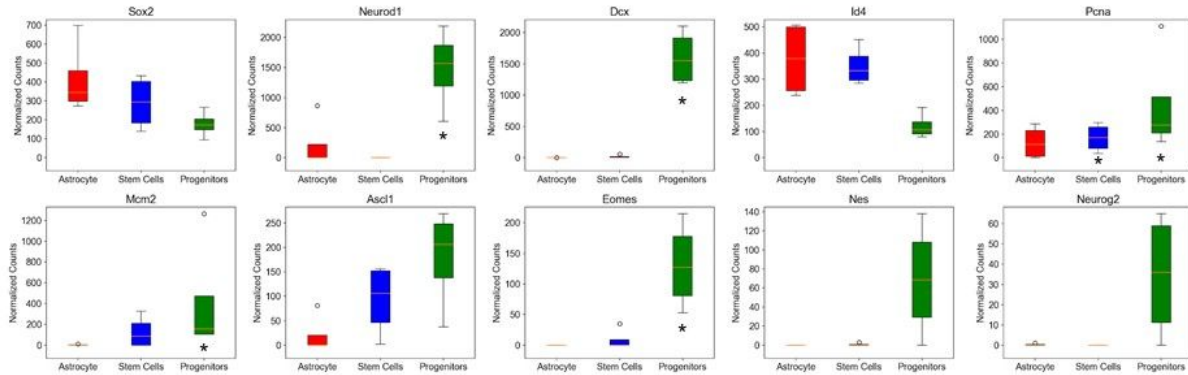 Sox2
Normalized Counts
700
600
500
400
300
200
100
0
Astrocyte Stem Cells Progenitors
Neurod1
Normalized Counts
2000
1500
1000
500
0
*
Astrocyte Stem Cells Progenitors
Dcx
Normalized Counts
2000
1500
1000
500
0
*
Astrocyte Stem Cells Progenitors
Id4
Normalized Counts
500
400
300
200
100
0
Astrocyte Stem Cells Progenitors
Pcna
Normalized Counts
1000
800
600
400
200
0
* *
Astrocyte Stem Cells Progenitors
Mcm2
Normalized Counts
1200
1000
800
600
400
200
0
*
Astrocyte Stem Cells Progenitors
Ascl1
Normalized Counts
250
200
150
100
50
0
Astrocyte Stem Cells Progenitors
Eomes
Normalized Counts
200
150
100
50
0
*
Astrocyte Stem Cells Progenitors
Nes
Normalized Counts
140
120
100
80
60
40
20
0
Astrocyte Stem Cells Progenitors
Neurog2
Normalized Counts
60
50
40
30
20
10
0
Astrocyte Stem Cells Progenitors